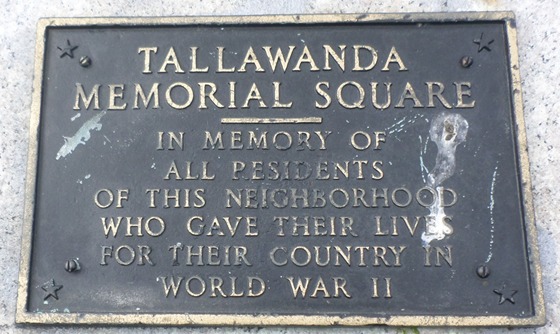 TALLAWANDA
MEMORIAL SQUARE
IN MEMORY OF
ALL RESIDENTS
OF THIS NEIGHBORHOOD
WHO GAVE THEIR LIVES
FOR THEIR COUNTRY IN
WORLD WAR II